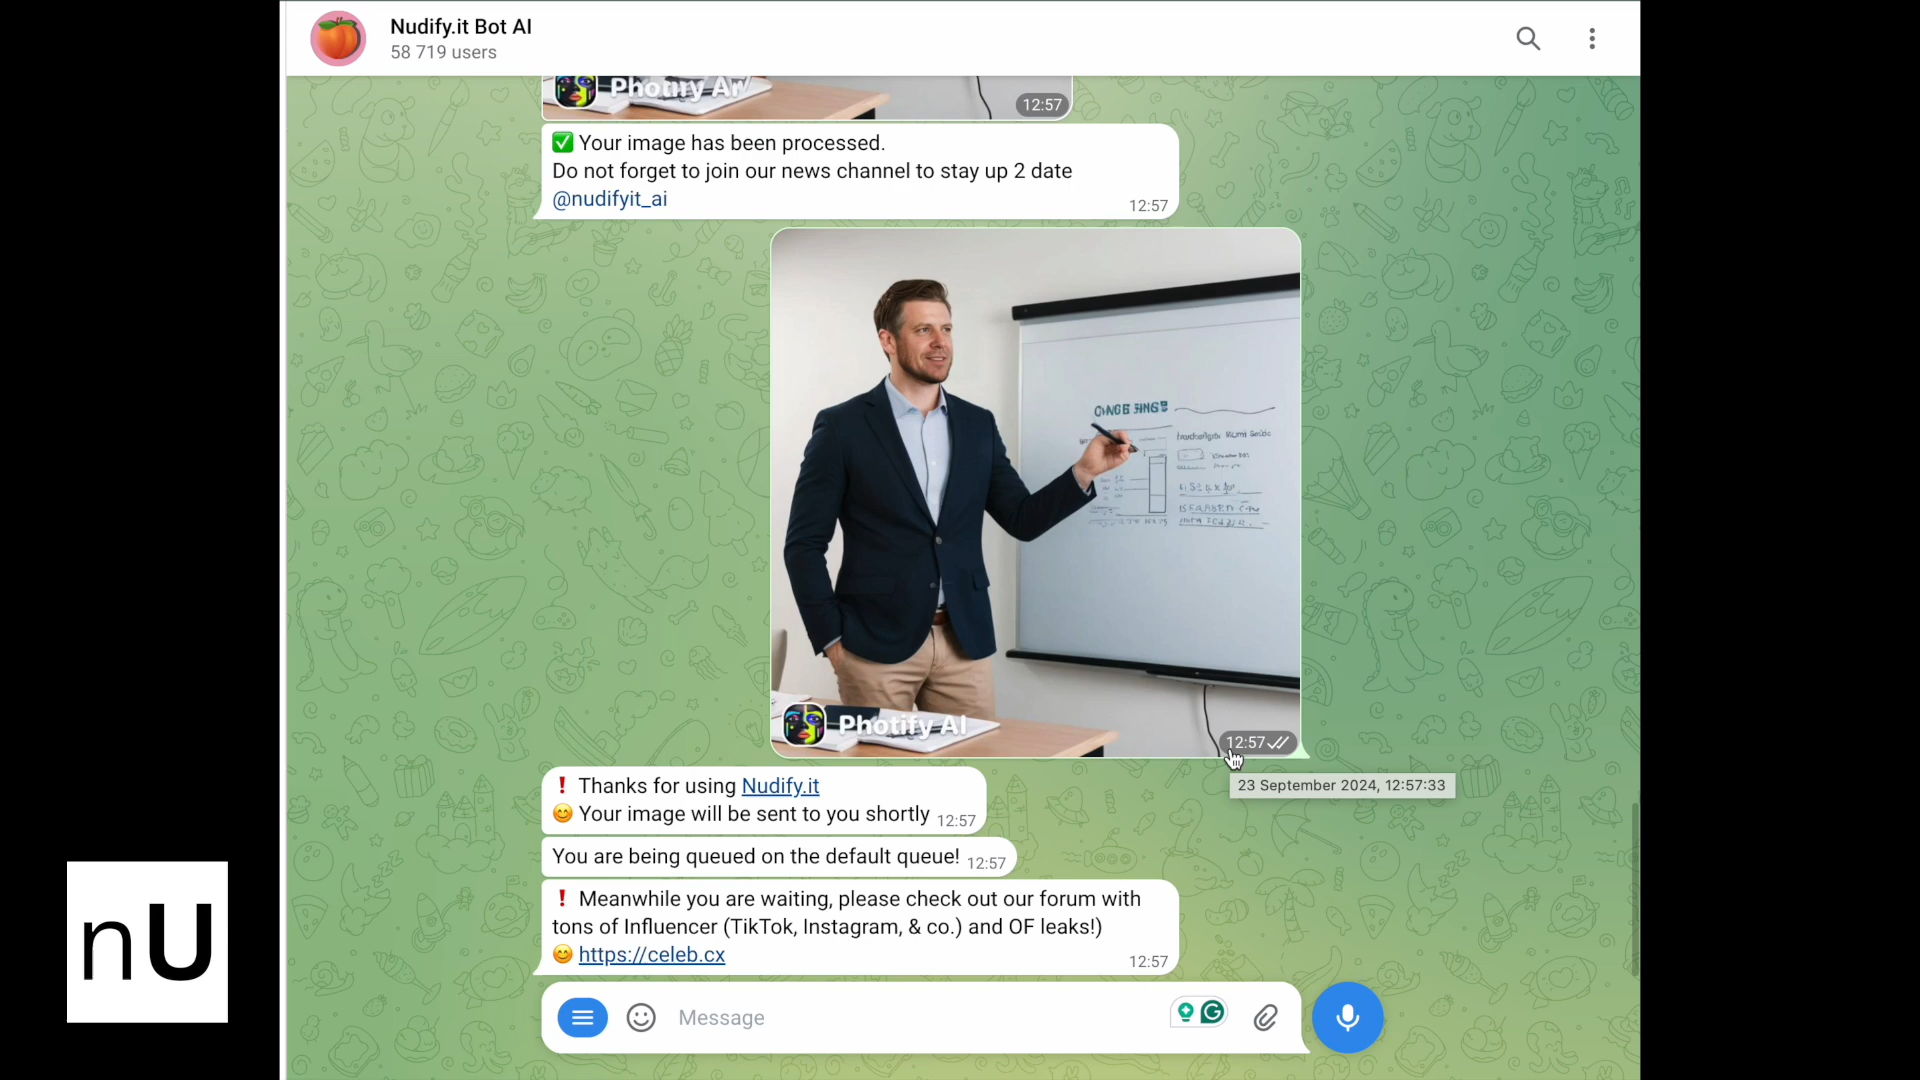 Nudify.it Bot AI
58 719 users
Photify AI
12:57
✅ Your image has been processed.
Do not forget to join our news channel to stay up 2 date
@nudifyit_ai
12:57
Photify AI
12:57
23 September 2024, 12:57:33
❗ Thanks for using Nudify.it
😊 Your image will be sent to you shortly 12:57
You are being queued on the default queue! 12:57
❗ Meanwhile you are waiting, please check out our forum with
tons of Influencer (TikTok, Instagram, & co.) and OF leaks!)
😊 https://celeb.cx
12:57
Message
nU